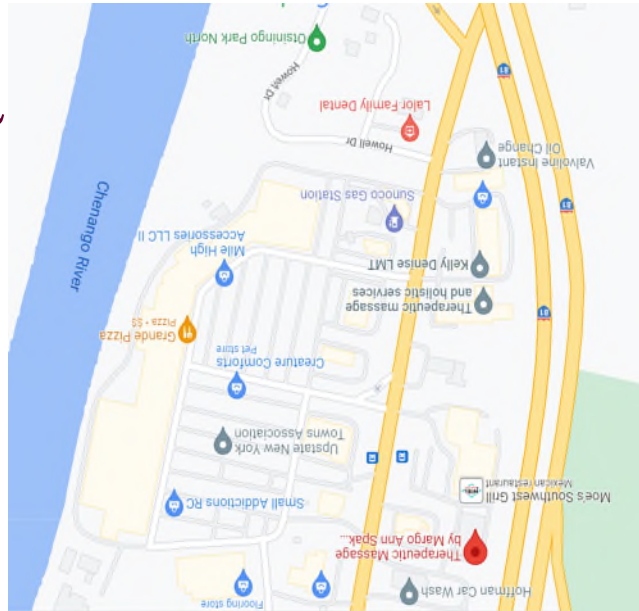 Hoffman Car Wash
Flooring store
Therapeutic Massage
by Margo Ann Spak...
Moe's Southwest Grill
Mexican restaurant
Small Addictions RC
Upstate New York
Towns Association
Creature Comforts
Pet store
Grande Pizza
Pizza • $$
Therapeutic massage
and holistic services
Kelly Denise LMT
Mile High
Accessories LLC II
Sunoco Gas Station
Chenango River
Valvoline Instant
Oil Change
Howell Dr
Lalor Family Dental
Howell Dr
Otsiningo Park North
81
81
81
81